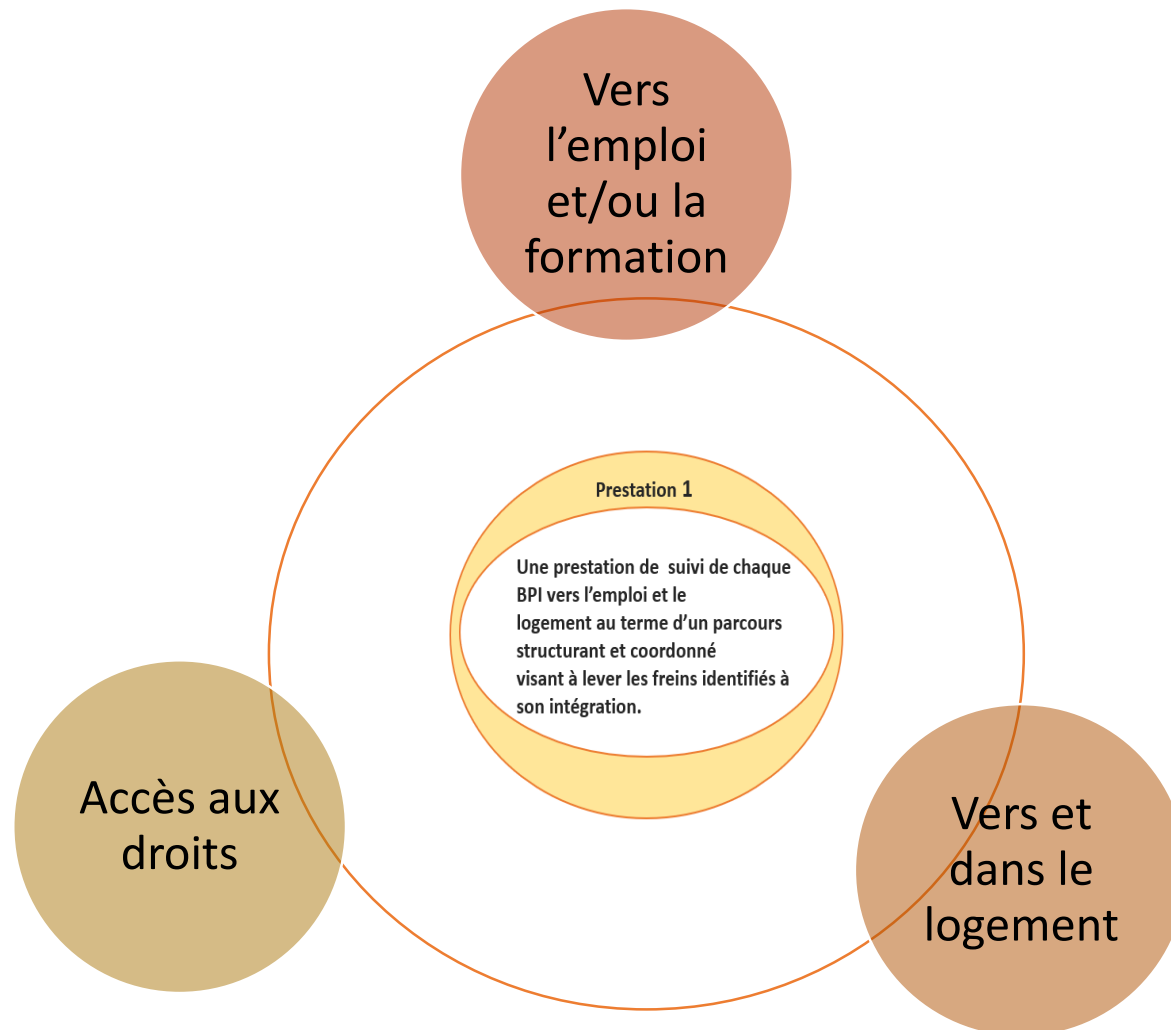 Vers
l’emploi
et/ou la
formation
Prestation 1
Une prestation de suivi de chaque
BPI vers l’emploi et le
logement au terme d’un parcours
structurant et coordonné
visant à lever les freins identifiés à
son intégration.
Accès aux
droits
Vers et
dans le
logement